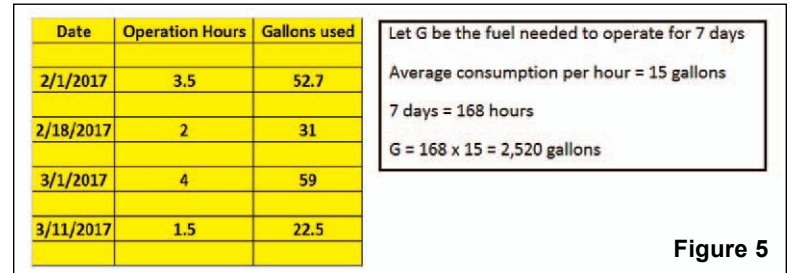 Date Operation Hours Gallons used
2/1/2017 3.5 52.7
2/18/2017 2 31
3/1/2017 4 59
3/11/2017 1.5 22.5
Let G be the fuel needed to operate for 7 days
Average consumption per hour = 15 gallons
7 days = 168 hours
G = 168 x 15 = 2,520 gallons
Figure 5